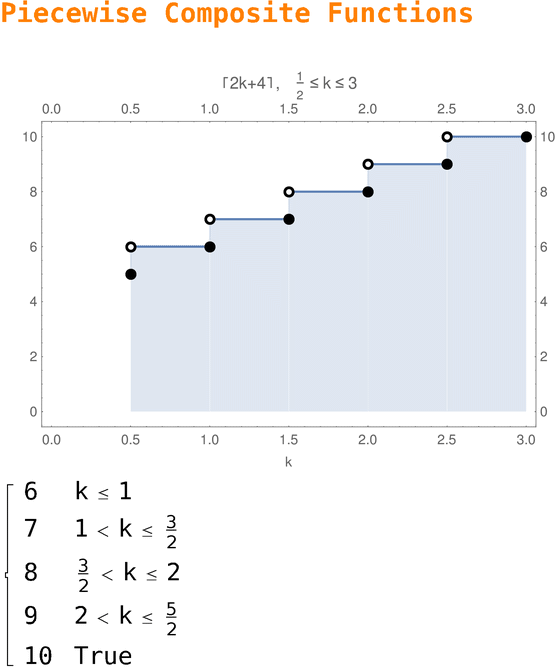 Piecewise Composite Functions
⌈2k+4⌉, 1/2 ≤ k ≤ 3
0.0 0.5 1.0 1.5 2.0 2.5 3.0
10 10
8 8
6 6
4 4
2 2
0 0
0.0 0.5 1.0 1.5 2.0 2.5 3.0
k
6 k ≤ 1
7 1 < k ≤ 3/2
8 3/2 < k ≤ 2
9 2 < k ≤ 5/2
10 True